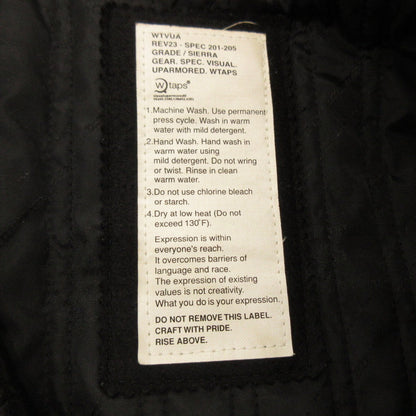 WTVUA
REV23 - SPEC 201-205
GRADE / SIERRA
GEAR. SPEC. VISUAL.
UPARMORED. WTAPS
Wtaps®
1.Machine Wash. Use permanent
press cycle. Wash in warm
water with mild detergent.
2.Hand Wash. Hand wash in
warm water using
mild detergent. Do not wring
or twist. Rinse in clean
warm water.
3.Do not use chlorine bleach
or starch.
4.Dry at low heat (Do not
exceed 130°F).
Expression is within
everyone's reach.
It overcomes barriers of
language and race.
The expression of existing
values is not creativity.
What you do is your expression.
DO NOT REMOVE THIS LABEL.
CRAFT WITH PRIDE.
RISE ABOVE.